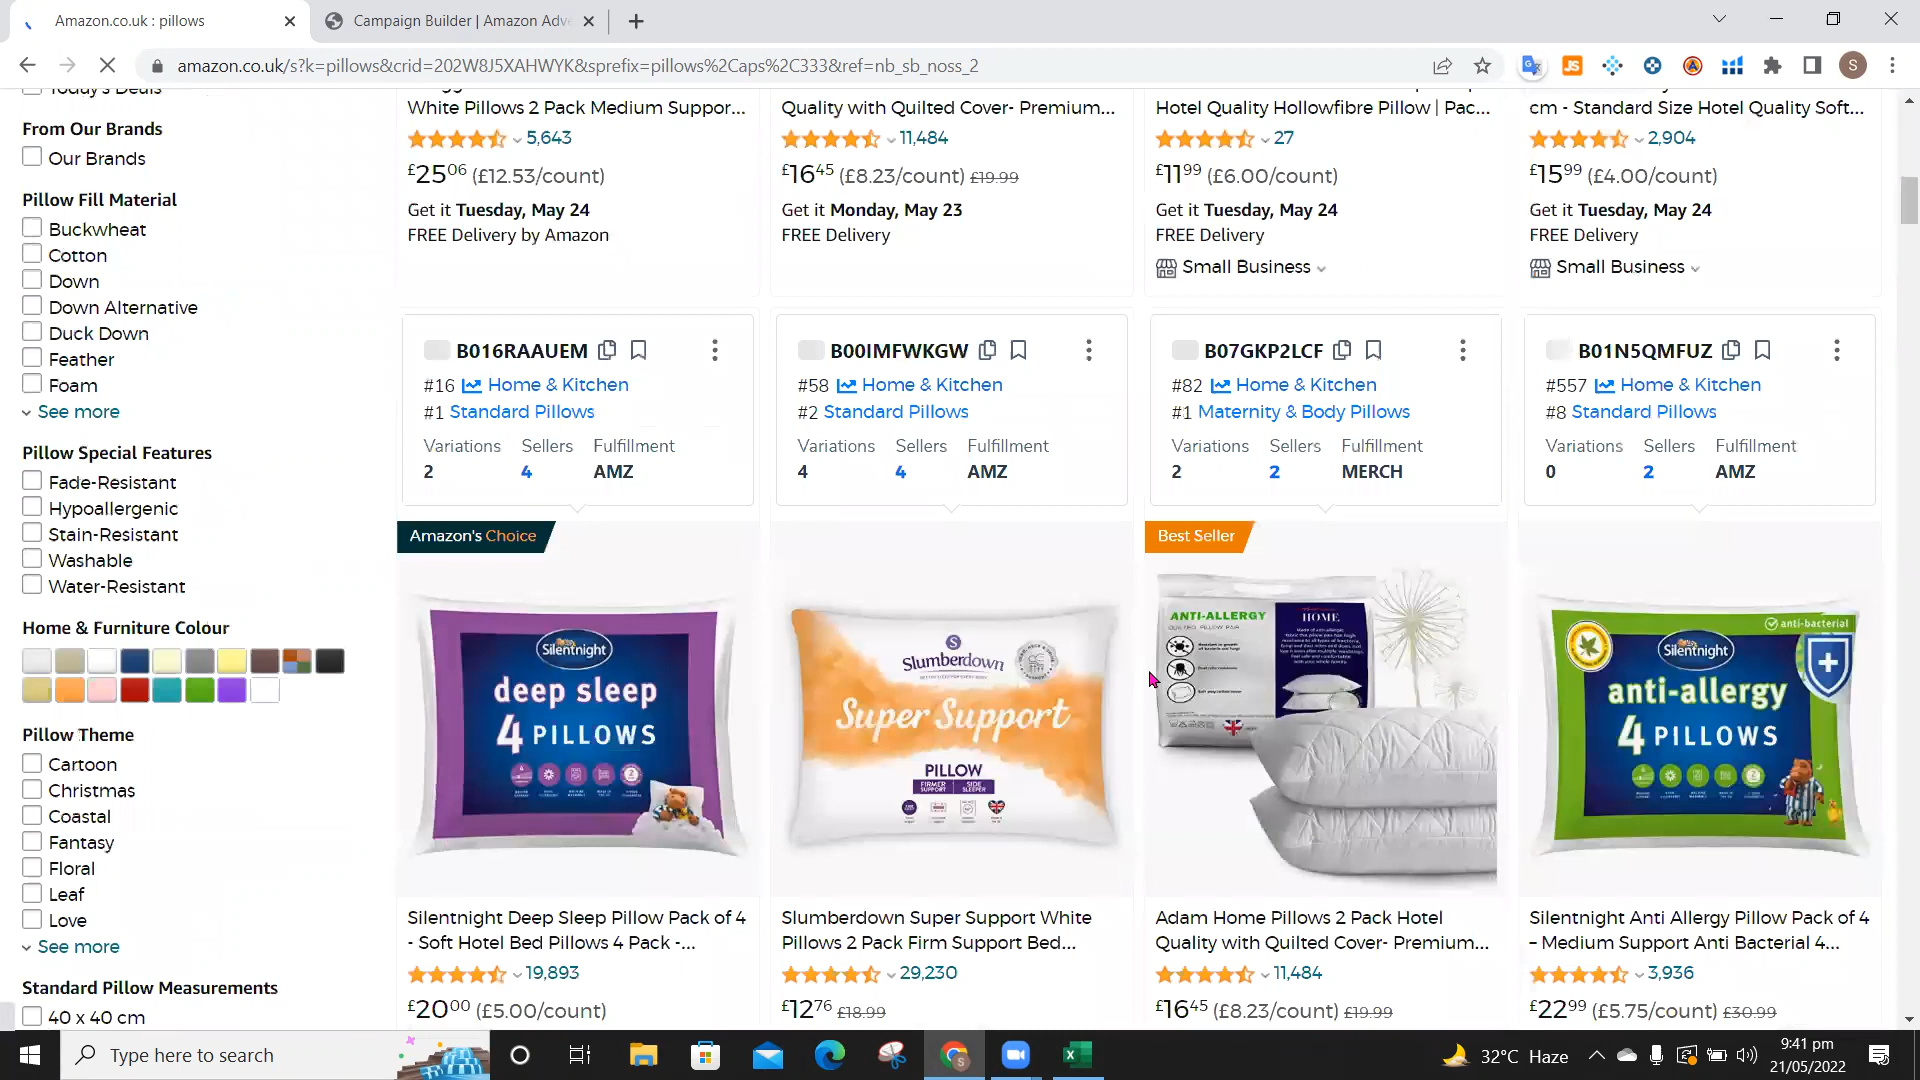 Amazon.co.uk : pillows
Campaign Builder | Amazon Adve
amazon.co.uk/s?k=pillows&crid=202W8J5XAHWYK&sprefix=pillows%2Caps%2C333&ref=nb_sb_noss_2
JS
S
Today's Deals
From Our Brands
Our Brands
Pillow Fill Material
Buckwheat
Cotton
Down
Down Alternative
Duck Down
Feather
Foam
See more
Pillow Special Features
Fade-Resistant
Hypoallergenic
Stain-Resistant
Washable
Water-Resistant
Home & Furniture Colour
Pillow Theme
Cartoon
Christmas
Coastal
Fantasy
Floral
Leaf
Love
See more
Standard Pillow Measurements
40 x 40 cm
White Pillows 2 Pack Medium Suppor...
5,643
£25 06 (£12.53/count)
Get it Tuesday, May 24
FREE Delivery by Amazon
Quality with Quilted Cover- Premium...
11,484
£16 45 (£8.23/count) £19.99
Get it Monday, May 23
FREE Delivery
Hotel Quality Hollowfibre Pillow | Pac...
27
£11 99 (£6.00/count)
Get it Tuesday, May 24
FREE Delivery
Small Business
cm - Standard Size Hotel Quality Soft...
2,904
£15 99 (£4.00/count)
Get it Tuesday, May 24
FREE Delivery
Small Business
B016RAAUEM
#16 Home & Kitchen
#1 Standard Pillows
Variations Sellers Fulfillment
2 4 AMZ
B00IMFWKGW
#58 Home & Kitchen
#2 Standard Pillows
Variations Sellers Fulfillment
4 4 AMZ
B07GKP2LCF
#82 Home & Kitchen
#1 Maternity & Body Pillows
Variations Sellers Fulfillment
2 2 MERCH
B01N5QMFUZ
#557 Home & Kitchen
#8 Standard Pillows
Variations Sellers Fulfillment
0 2 AMZ
Amazon's Choice
Silentnight
deep sleep
4 PILLOWS
Silentnight Deep Sleep Pillow Pack of 4
- Soft Hotel Bed Pillows 4 Pack -...
19,893
£20 00 (£5.00/count)
S
Slumberdown
Super Support
PILLOW
FIRMER SUPPORT
SIDE SLEEPER
Slumberdown Super Support White
Pillows 2 Pack Firm Support Bed...
29,230
£12 76 £18.99
Best Seller
ANTI-ALLERGY
QUILTED PILLOW PAIR
HOME
Adam Home Pillows 2 Pack Hotel
Quality with Quilted Cover- Premium...
11,484
£16 45 (£8.23/count) £19.99
anti-bacterial
Silentnight
anti-allergy
4 PILLOWS
Silentnight Anti Allergy Pillow Pack of 4
– Medium Support Anti Bacterial 4...
3,936
£22 99 (£5.75/count) £30.99
Type here to search
32°C Haze
9:41 pm
21/05/2022